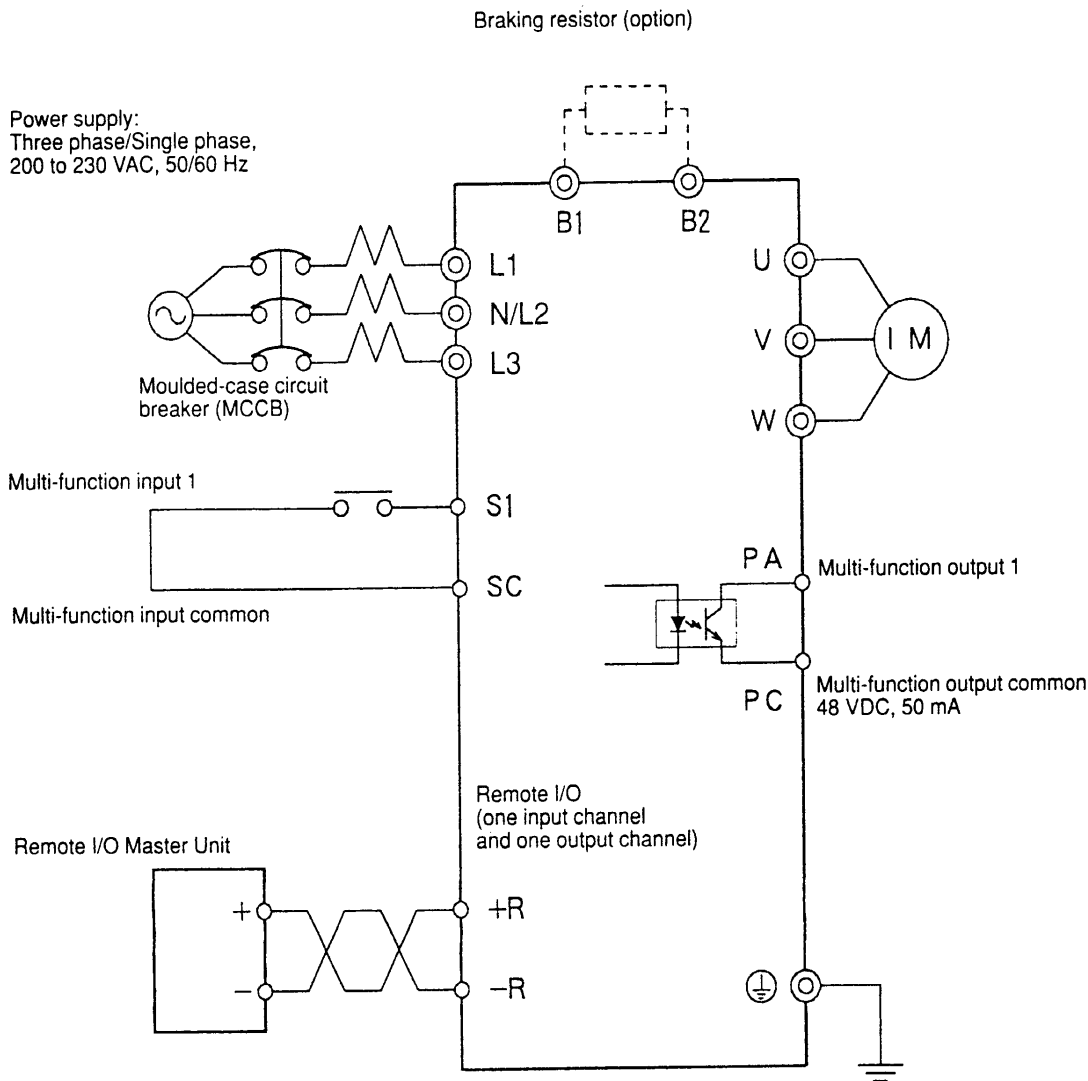 Braking resistor (option)
Power supply:
Three phase/Single phase,
200 to 230 VAC, 50/60 Hz
B1
B2
L1
N/L2
L3
U
V
W
I M
Moulded-case circuit
breaker (MCCB)
Multi-function input 1
S1
SC
Multi-function input common
PA
Multi-function output 1
PC
Multi-function output common
48 VDC, 50 mA
Remote I/O
(one input channel
and one output channel)
Remote I/O Master Unit
+
+R
−
−R